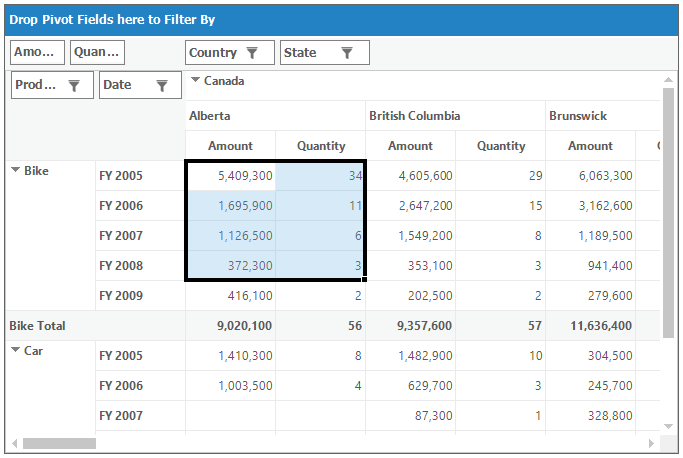 Drop Pivot Fields here to Filter By
Amo... Quan... Country State
Prod... Date Canada
Alberta British Columbia Brunswick
Amount Quantity Amount Quantity Amount
Bike FY 2005 5,409,300 34 4,605,600 29 6,063,300
FY 2006 1,695,900 11 2,647,200 15 3,162,600
FY 2007 1,126,500 6 1,549,200 8 1,189,500
FY 2008 372,300 3 353,100 3 941,400
FY 2009 416,100 2 202,500 2 279,600
Bike Total 9,020,100 56 9,357,600 57 11,636,400
Car FY 2005 1,410,300 8 1,482,900 10 304,500
FY 2006 1,003,500 4 629,700 3 245,700
FY 2007 87,300 1 328,800